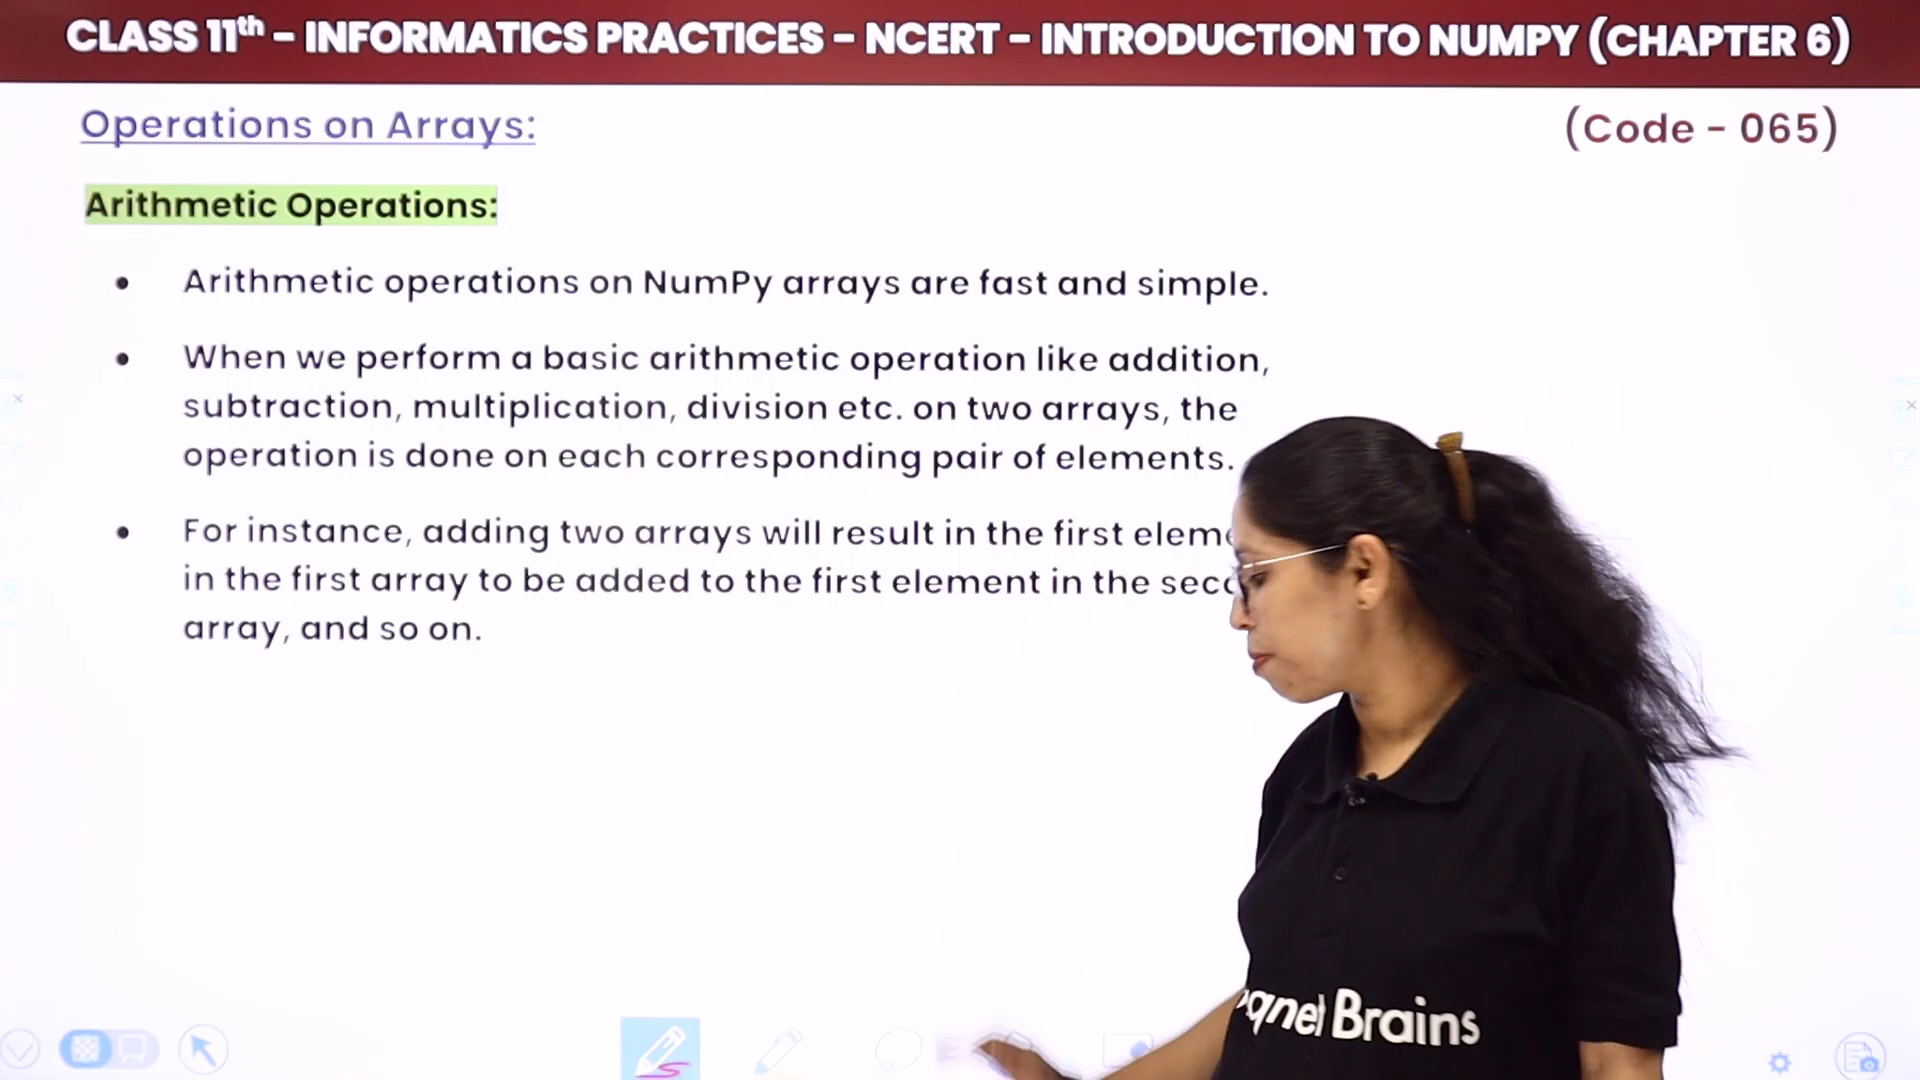 CLASS 11th – INFORMATICS PRACTICES – NCERT – INTRODUCTION TO NUMPY (CHAPTER 6)
Operations on Arrays:
(Code - 065)
Arithmetic Operations:
• Arithmetic operations on NumPy arrays are fast and simple.
• When we perform a basic arithmetic operation like addition,
subtraction, multiplication, division etc. on two arrays, the
operation is done on each corresponding pair of elements.
• For instance, adding two arrays will result in the first
in the first array to be added to the first element in the
array, and so on.
Brains